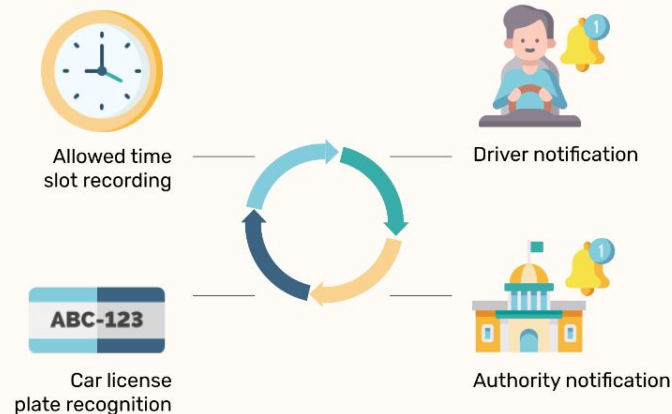 1
Allowed time
slot recording
Driver notification
ABC-123
1
Car license
plate recognition
Authority notification